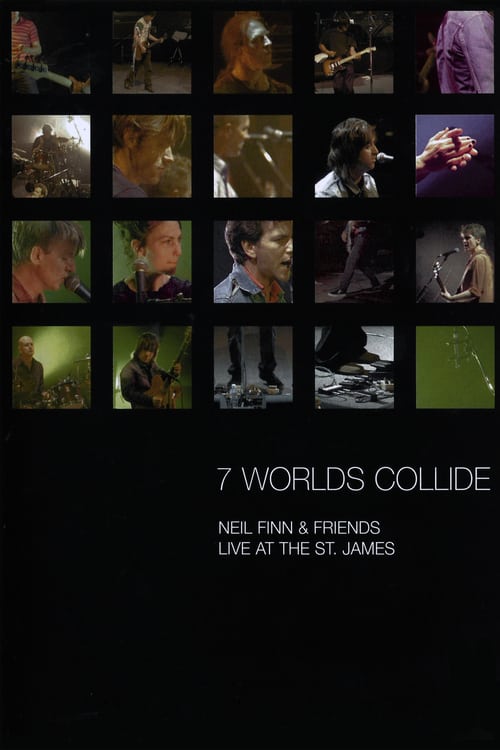 7 WORLDS COLLIDE
NEIL FINN & FRIENDS
LIVE AT THE ST. JAMES